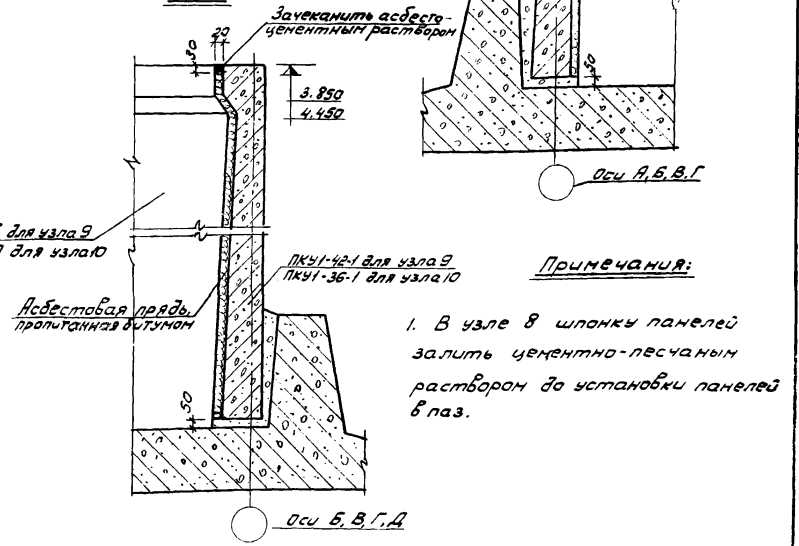 Зачеканить асбесто-
цементным раствором
20
30
3.850
4.450
50
Оси А,Б,В,Г
для узла 9
для узла 10
ПКУ1-42-1 для узла 9
ПКУ1-36-1 для узла 10
Асбестовая прядь,
пропитанная битумом
50
Оси Б,В,Г,Д
Примечания:
1. В узле 8 шпонку панелей
залить цементно-песчаным
раствором до установки панелей
в паз.